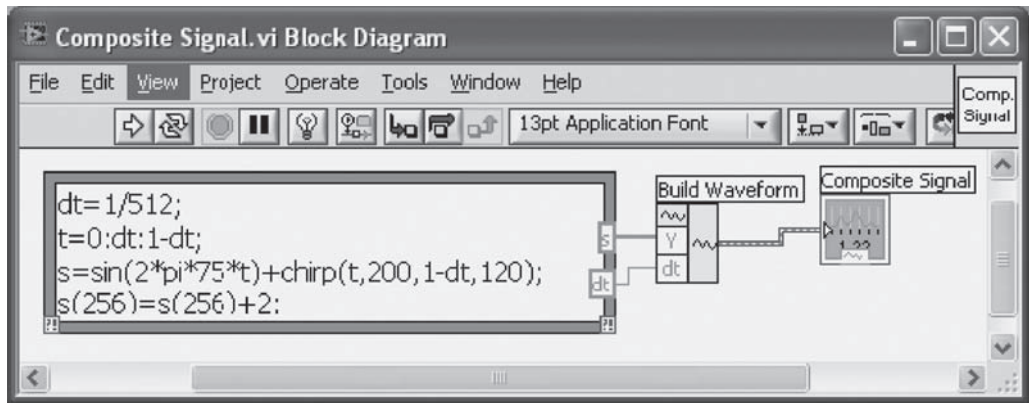 Composite Signal.vi Block Diagram
File Edit View Project Operate Tools Window Help
Comp. Signal
13pt Application Font
dt=1/512;
t=0:dt:1-dt;
s=sin(2*pi*75*t)+chirp(t,200,1-dt,120);
s(256)=s(256)+2;
s
dt
Build Waveform
Y
dt
Composite Signal
1.23